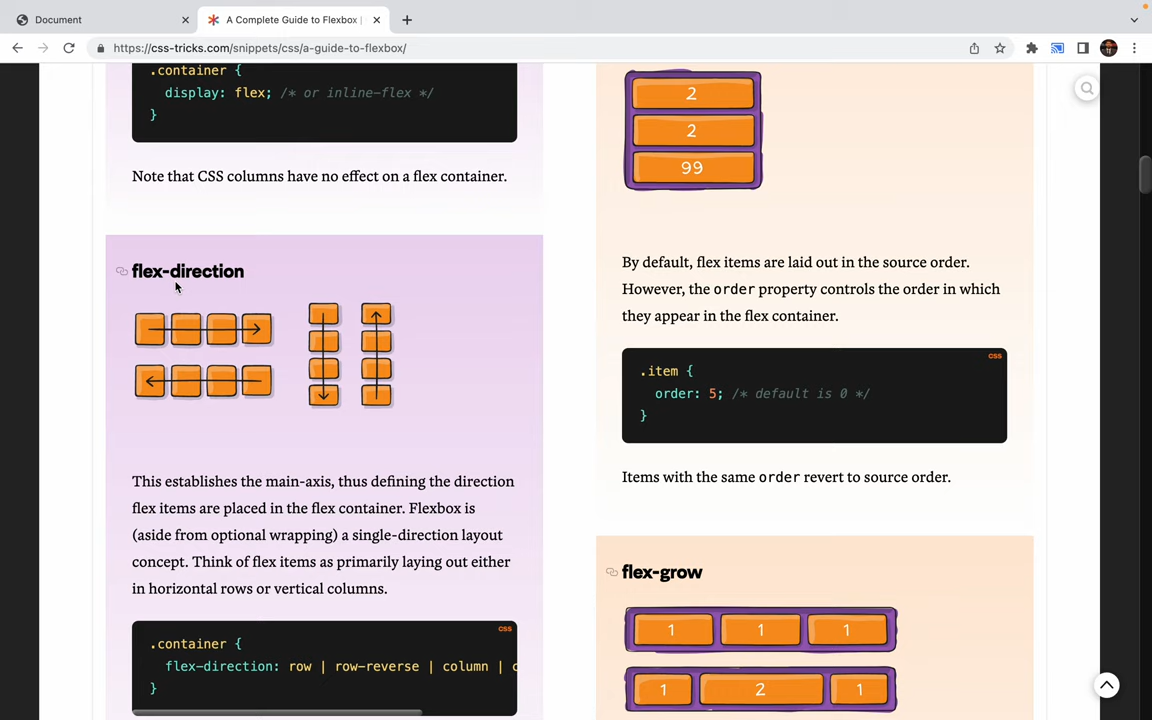 Document
A Complete Guide to Flexbox |
https://css-tricks.com/snippets/css/a-guide-to-flexbox/
.container {
display: flex; /* or inline-flex */
}
Note that CSS columns have no effect on a flex container.
flex-direction
This establishes the main-axis, thus defining the direction
flex items are placed in the flex container. Flexbox is
(aside from optional wrapping) a single-direction layout
concept. Think of flex items as primarily laying out either
in horizontal rows or vertical columns.
CSS
.container {
flex-direction: row | row-reverse | column | c
}
2
2
99
By default, flex items are laid out in the source order.
However, the order property controls the order in which
they appear in the flex container.
CSS
.item {
order: 5; /* default is 0 */
}
Items with the same order revert to source order.
flex-grow
1 1 1
1 2 1